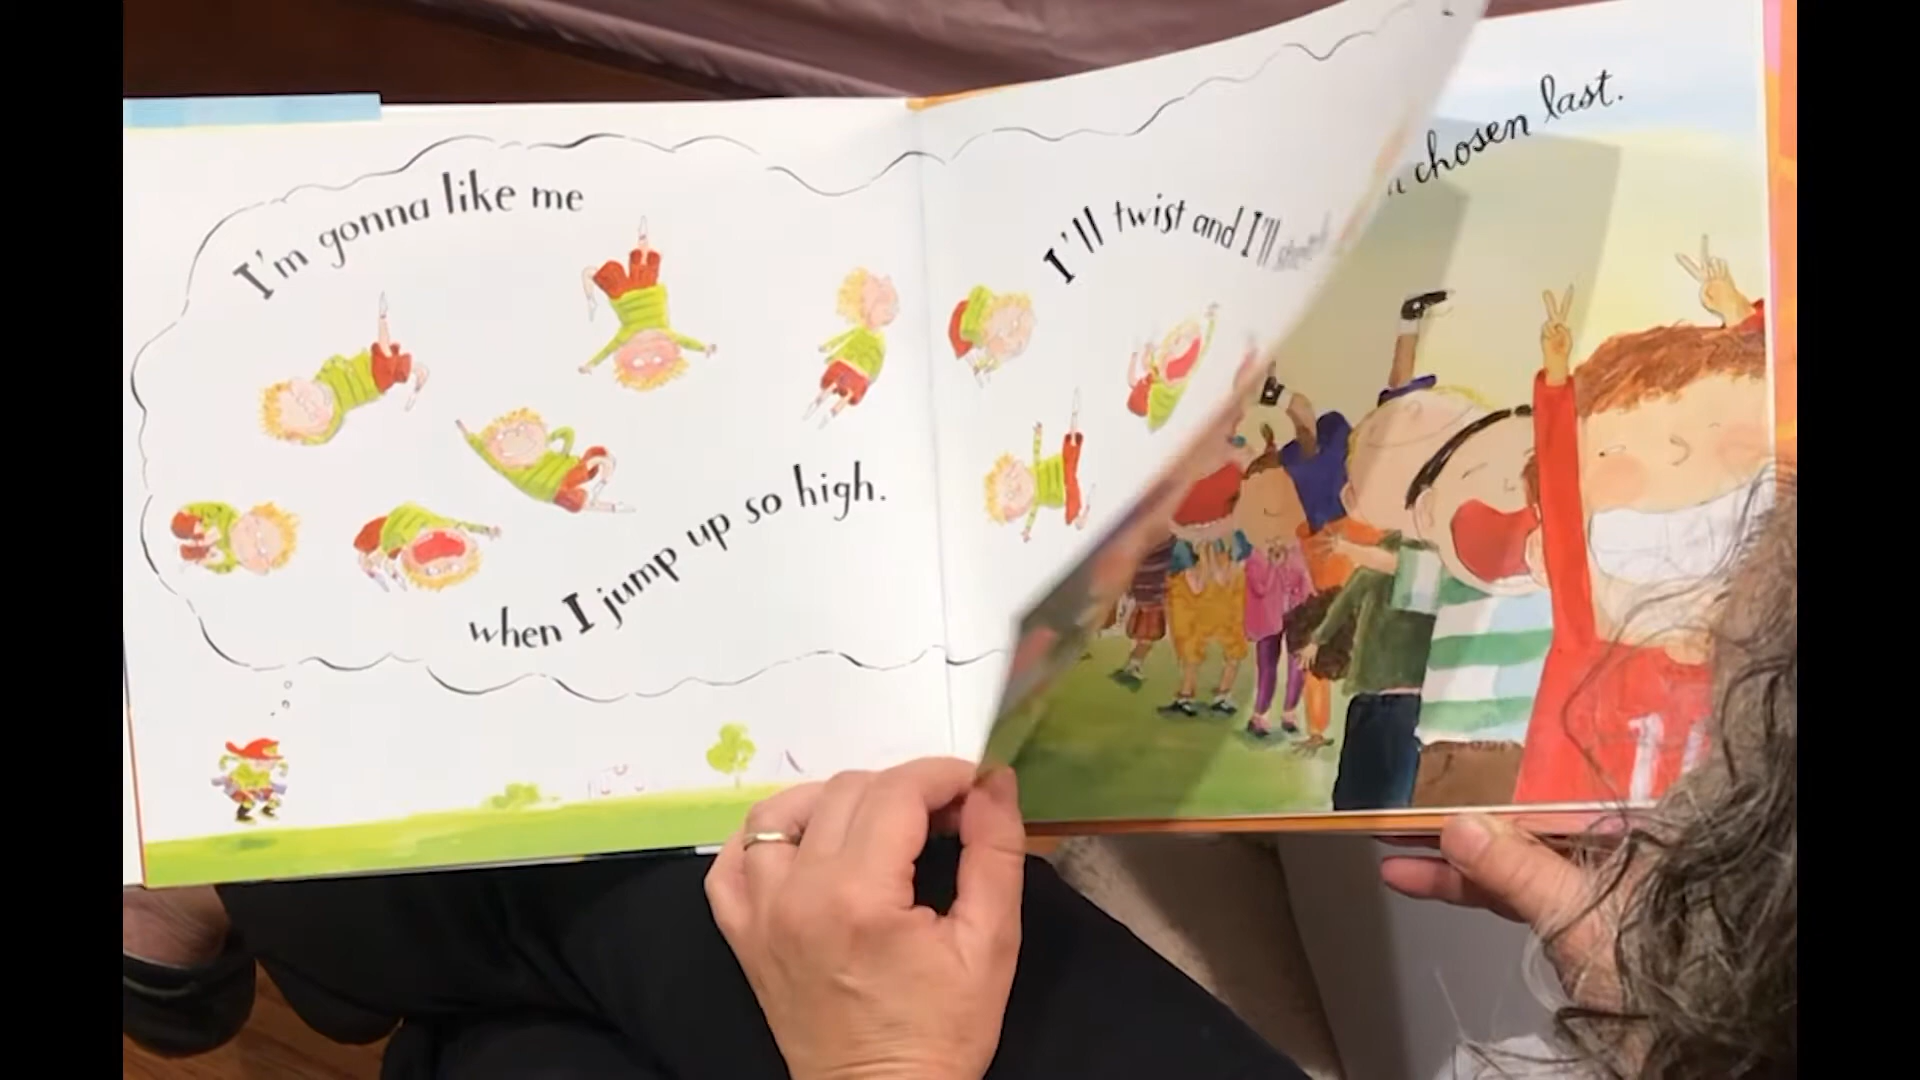 I'm gonna like me
when I jump up so high.
I'll twist and I'll
chosen last.